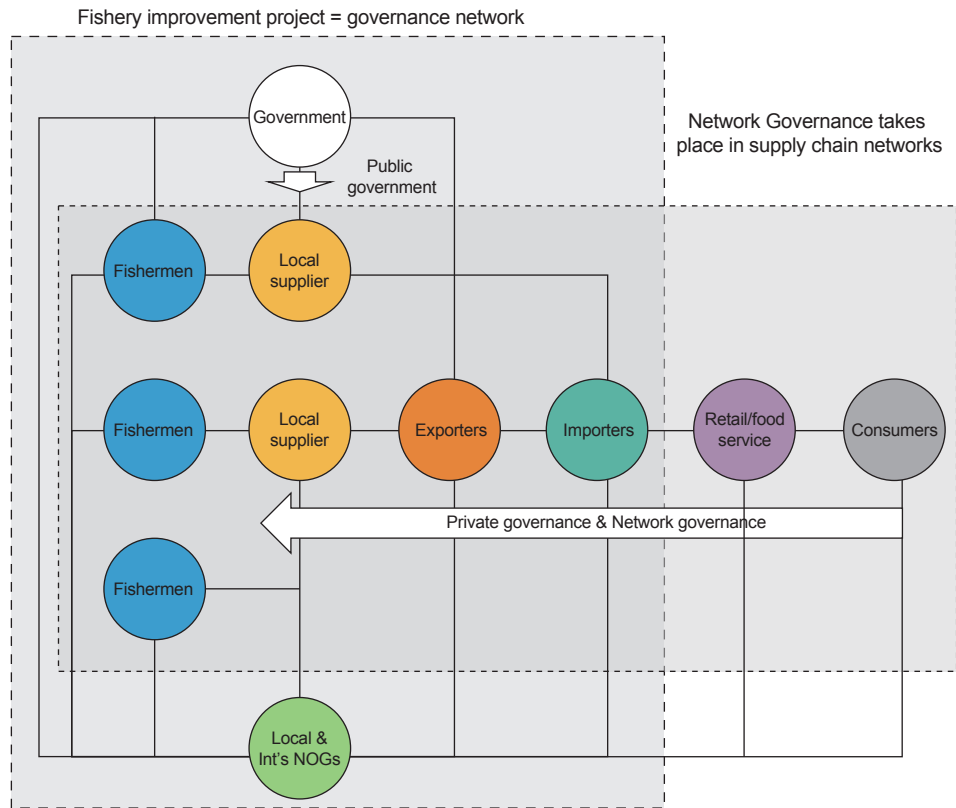 Fishery improvement project = governance network
Government
Network Governance takes
place in supply chain networks
Public
government
Fishermen
Local
supplier
Fishermen
Local
supplier
Exporters
Importers
Retail/food
service
Consumers
Private governance & Network governance
Fishermen
Local &
Int's NOGs